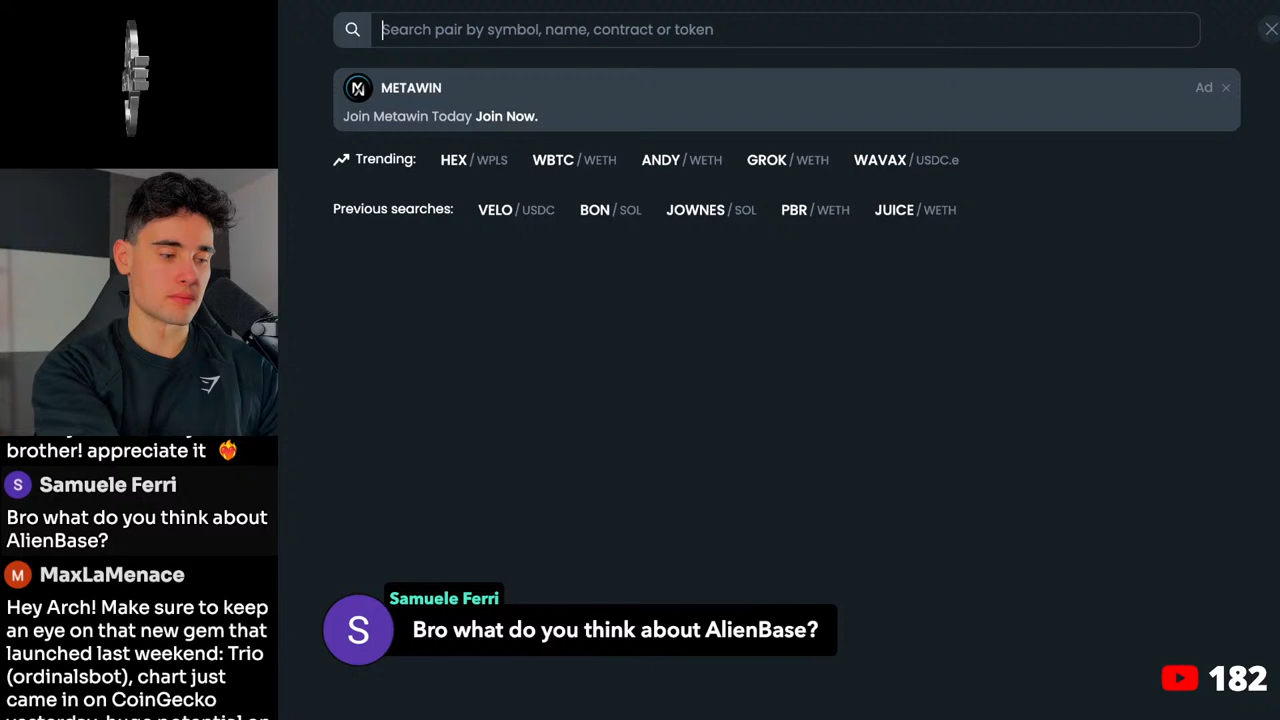 Search pair by symbol, name, contract or token
METAWIN
Ad
Join Metawin Today Join Now.
Trending: HEX / WPLS WBTC / WETH ANDY / WETH GROK / WETH WAVAX / USDC.e
Previous searches: VELO / USDC BON / SOL JOWNES / SOL PBR / WETH JUICE / WETH
brother! appreciate it ❤️‍🔥
S Samuele Ferri
Bro what do you think about
AlienBase?
M MaxLaMenace
Hey Arch! Make sure to keep
an eye on that new gem that
launched last weekend: Trio
(ordinalsbot), chart just
came in on CoinGecko
yesterday, huge potential on
Samuele Ferri
S Bro what do you think about AlienBase?
182